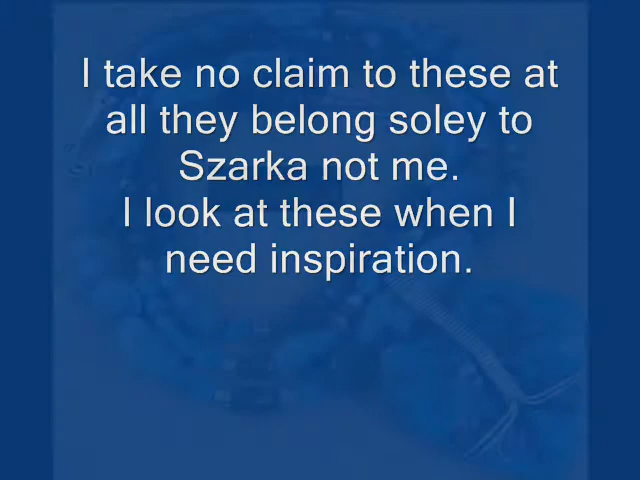 I take no claim to these at
all they belong soley to
Szarka not me.
I look at these when I
need inspiration.